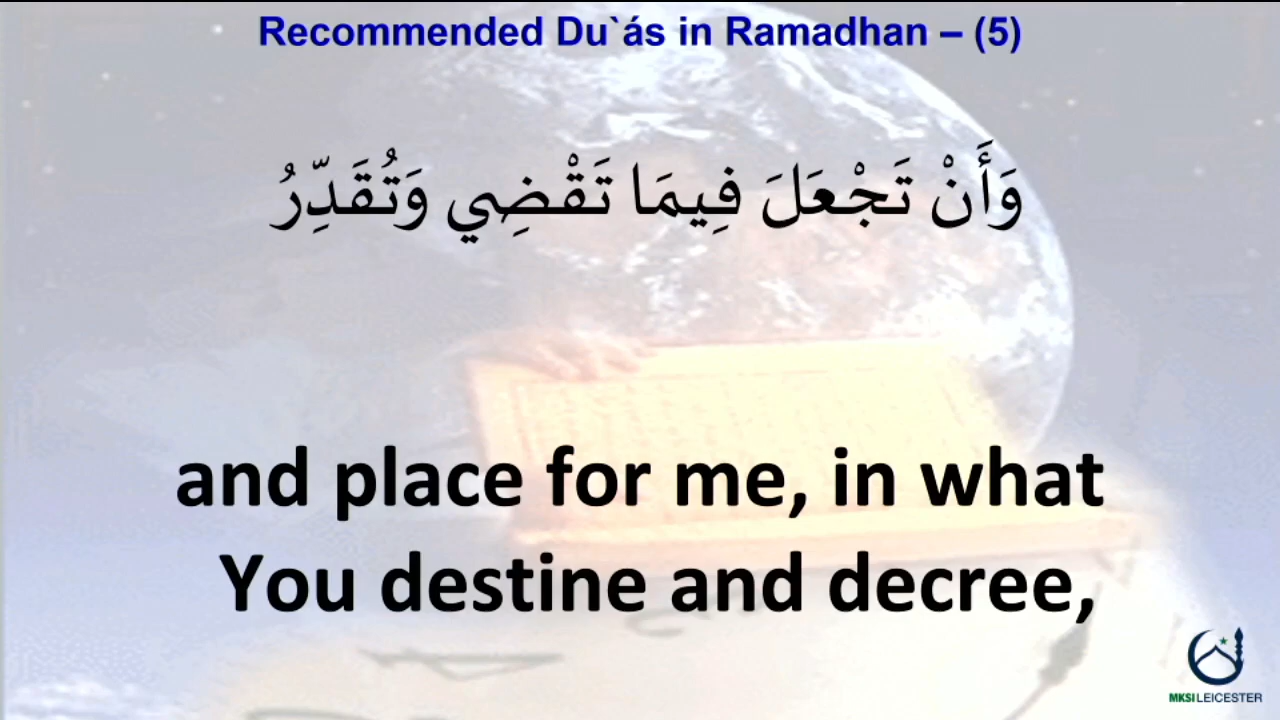 Recommended Du`ás in Ramadhan – (5)
وَأَنْ تَجْعَلَ فِيمَا تَقْضِي وَتُقَدِّرُ
and place for me, in what
You destine and decree,
MKSI LEICESTER